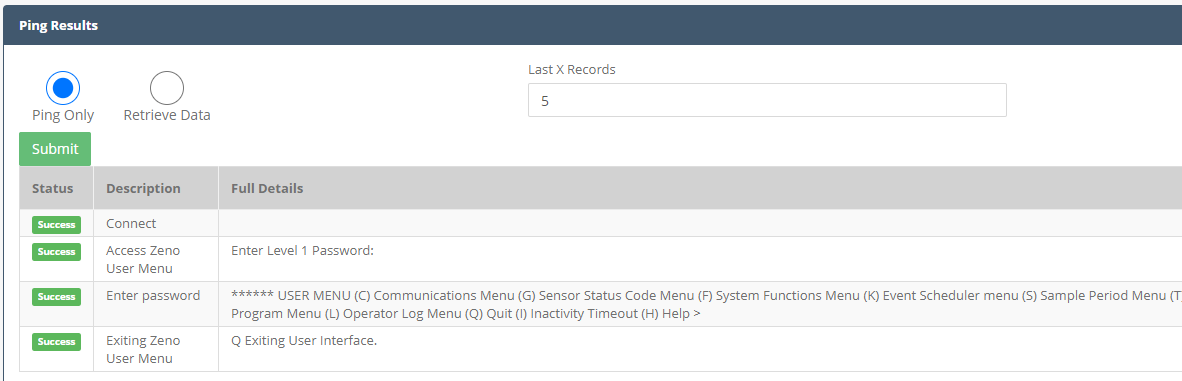 Ping Results
Last X Records
5
Ping Only
Retrieve Data
Submit
Status Description Full Details
Success Connect
Success Access Zeno Enter Level 1 Password:
User Menu
Success Enter password ****** USER MENU (C) Communications Menu (G) Sensor Status Code Menu (F) System Functions Menu (K) Event Scheduler menu (S) Sample Period Menu (T)
Program Menu (L) Operator Log Menu (Q) Quit (I) Inactivity Timeout (H) Help >
Success Exiting Zeno Q Exiting User Interface.
User Menu